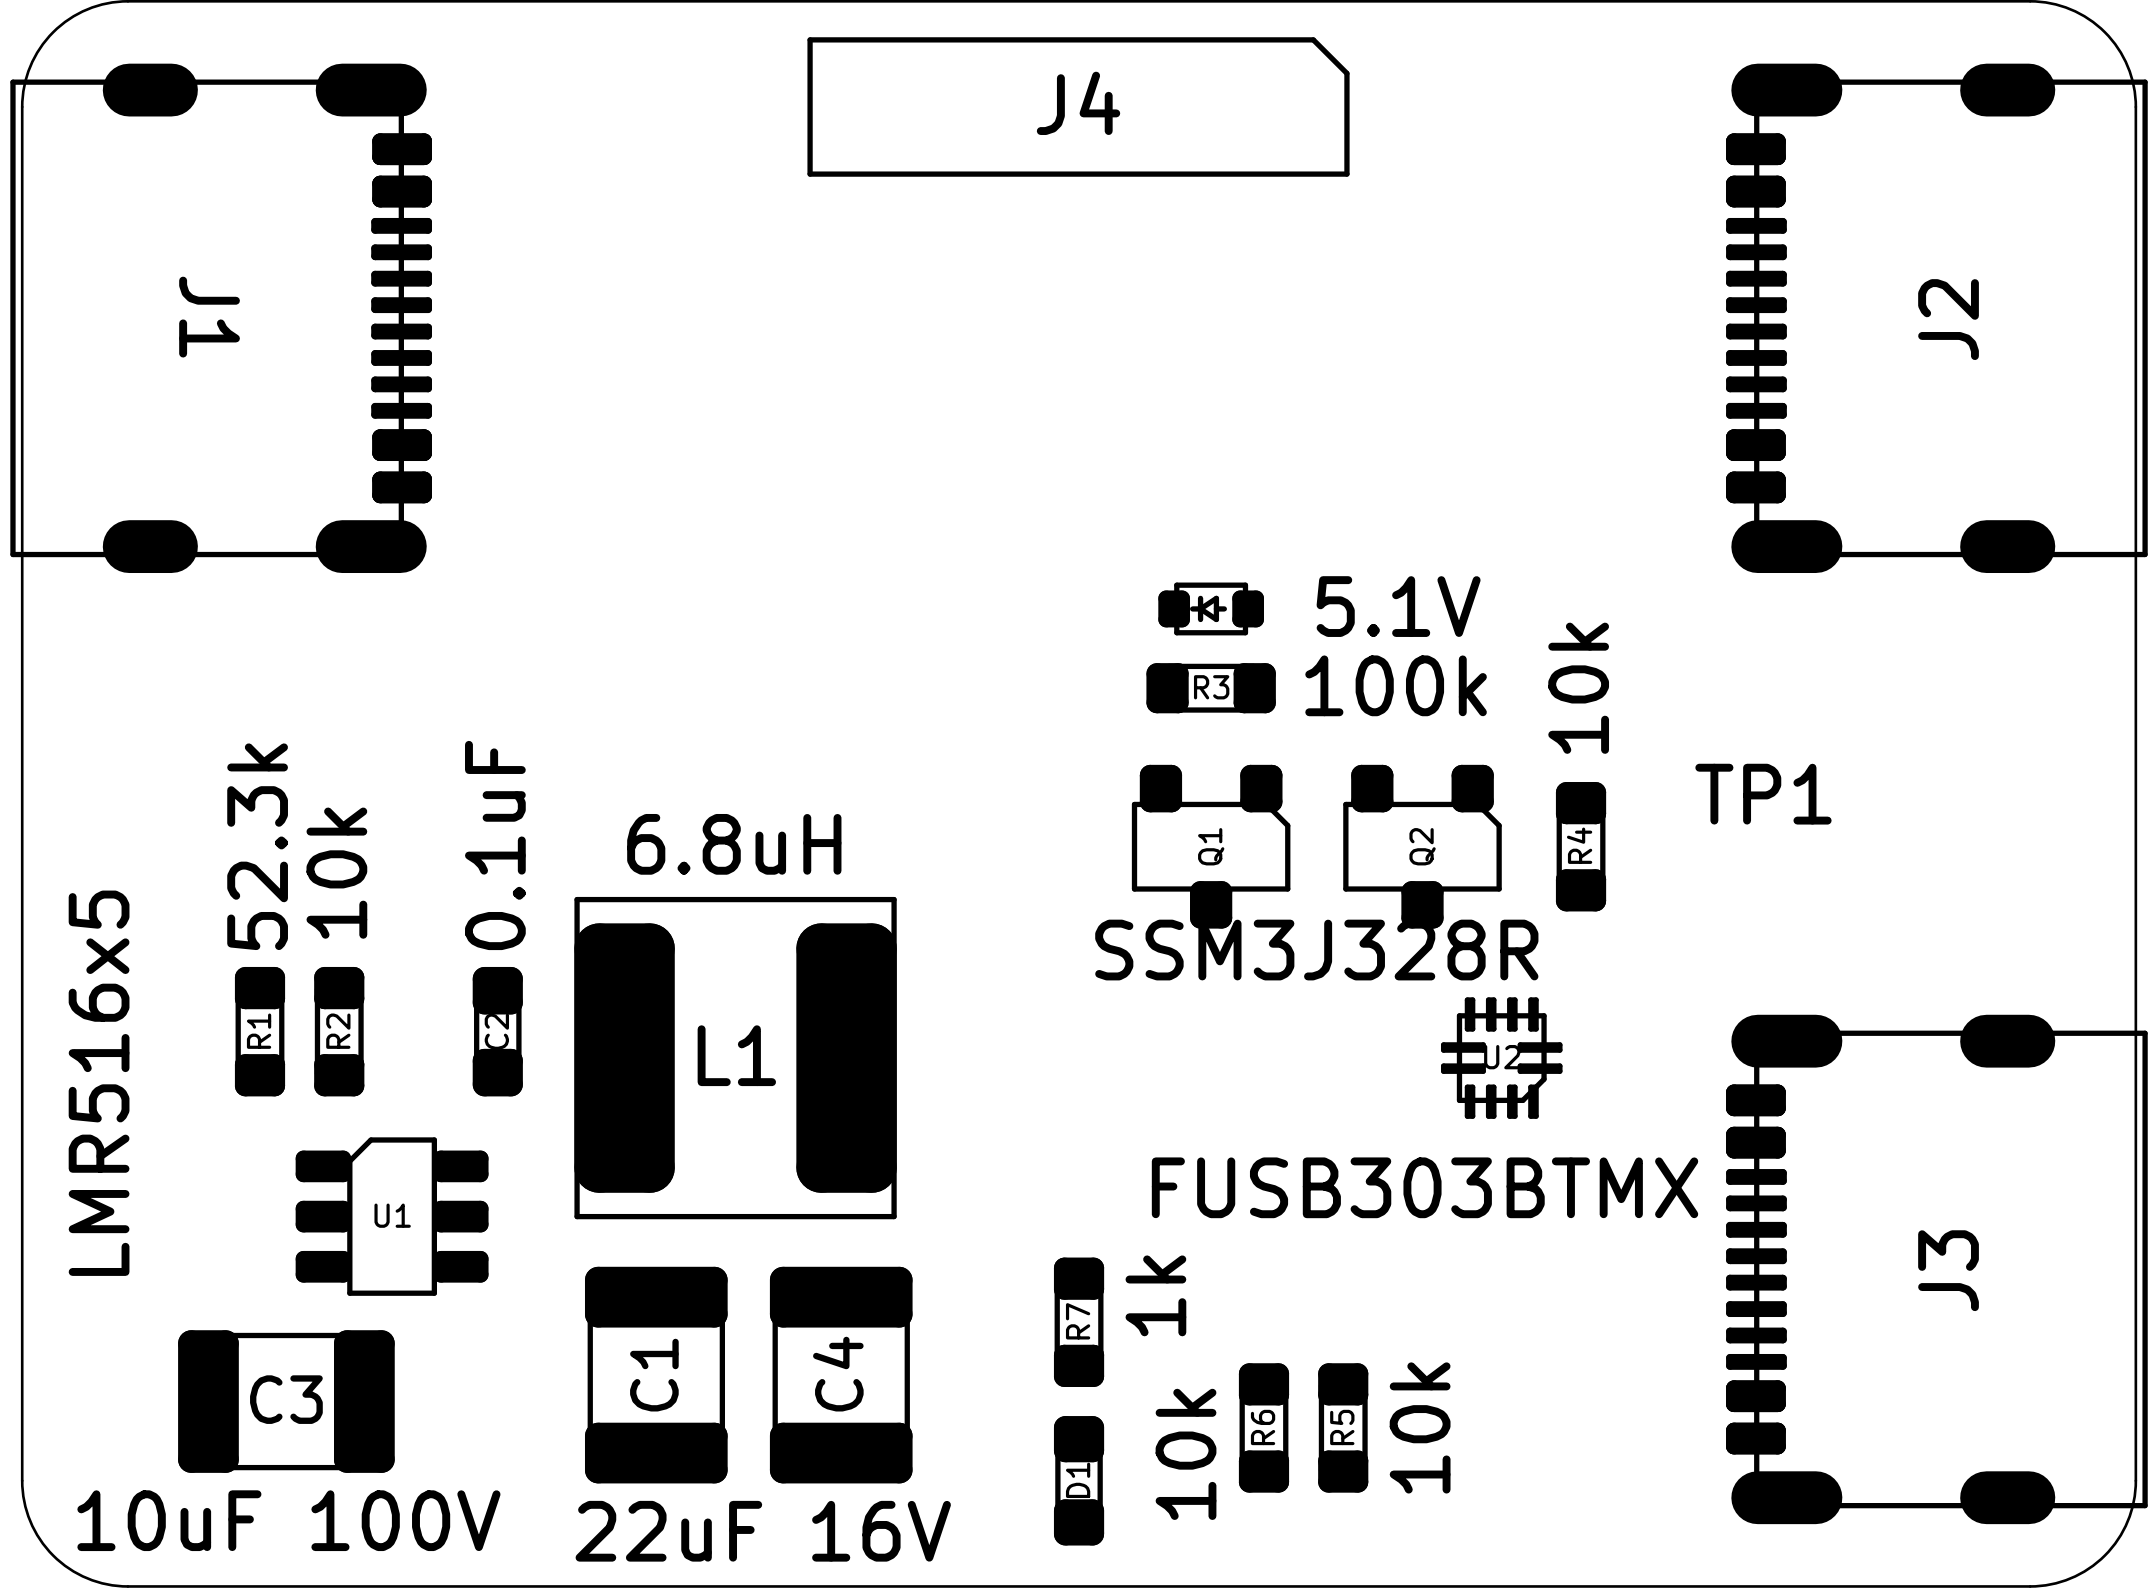 J4
J1
J2
5.1V
R3
100k
10k
52.3k
10k
0.1uF
6.8uH
Q1
Q2
R4
TP1
LMR516x5
SSM3J328R
R1
R2
C2
L1
U2
FUSB303BTMX
U1
J3
C3
C1
C4
R7
1k
10k
R6
R5
10k
D1
10uF 100V
22uF 16V